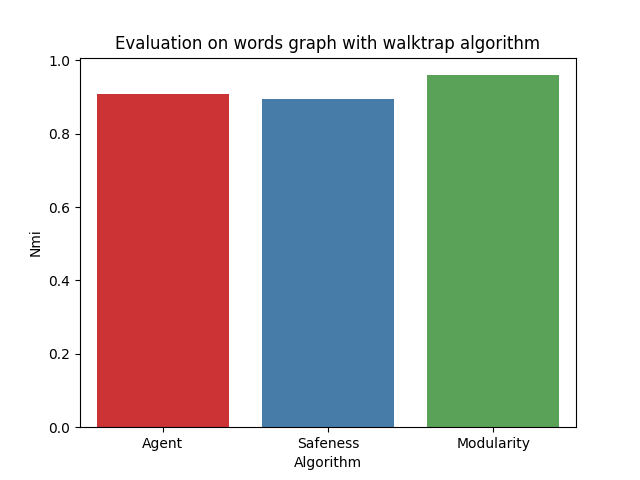 Evaluation on words graph with walktrap algorithm
1.0
0.8
0.6
0.4
0.2
0.0
Nmi
Agent
Safeness
Modularity
Algorithm